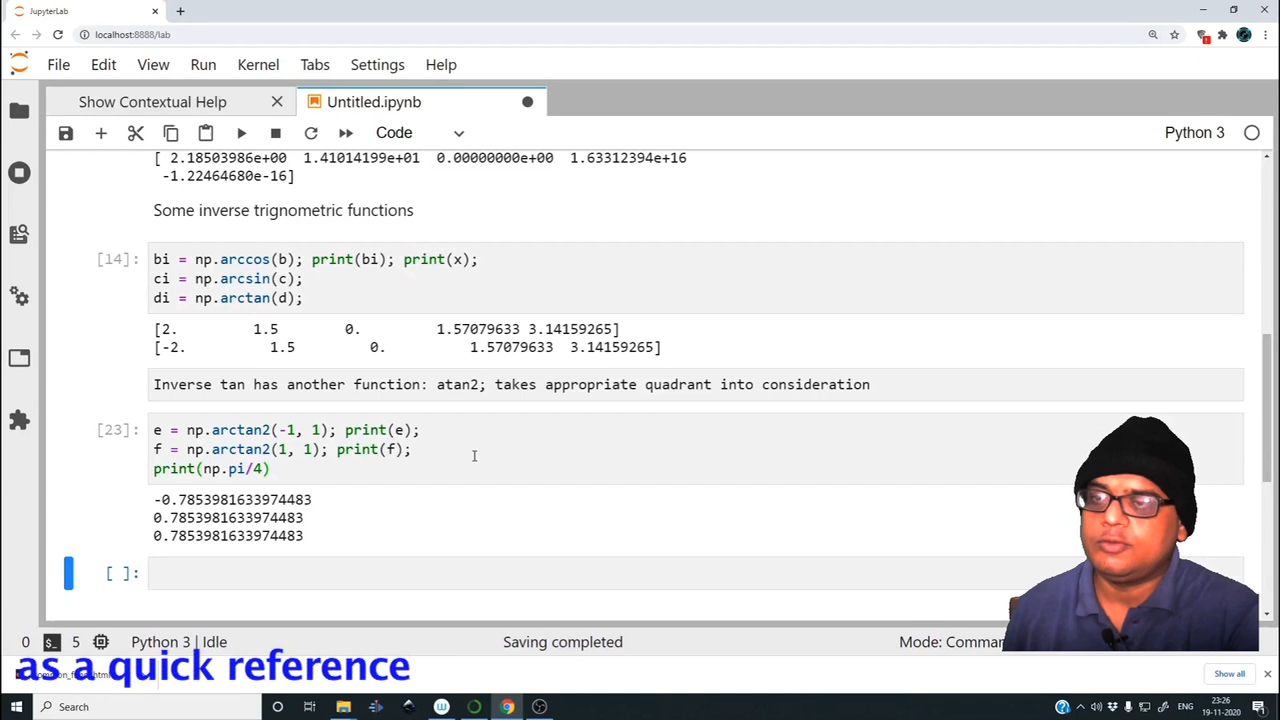 JupyterLab
localhost:8888/lab
File Edit View Run Kernel Tabs Settings Help
Show Contextual Help Untitled.ipynb
Code Python 3
[ 2.18503986e+00 1.41014199e+01 0.00000000e+00 1.63312394e+16
-1.22464680e-16]
Some inverse trignometric functions
[14]: bi = np.arccos(b); print(bi); print(x);
ci = np.arcsin(c);
di = np.arctan(d);
[2. 1.5 0. 1.57079633 3.14159265]
[-2. 1.5 0. 1.57079633 3.14159265]
Inverse tan has another function: atan2; takes appropriate quadrant into consideration
[23]: e = np.arctan2(-1, 1); print(e);
f = np.arctan2(1, 1); print(f);
print(np.pi/4)
-0.7853981633974483
0.7853981633974483
0.7853981633974483
[ ]:
0 5 Python 3 | Idle Saving completed Mode:
as a quick reference
Show all
Search
ENG 23:26
19-11-2020